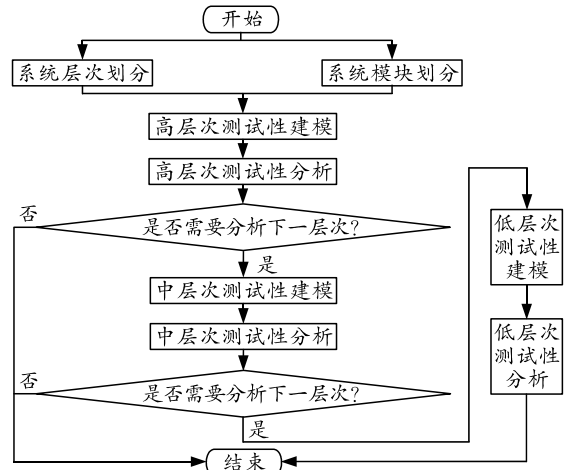 开始
系统层次划分
系统模块划分
高层次测试性建模
高层次测试性分析
否
是否需要分析下一层次?
是
中层次测试性建模
中层次测试性分析
否
是否需要分析下一层次?
是
低层次
测试性
建模
低层次
测试性
分析
结束